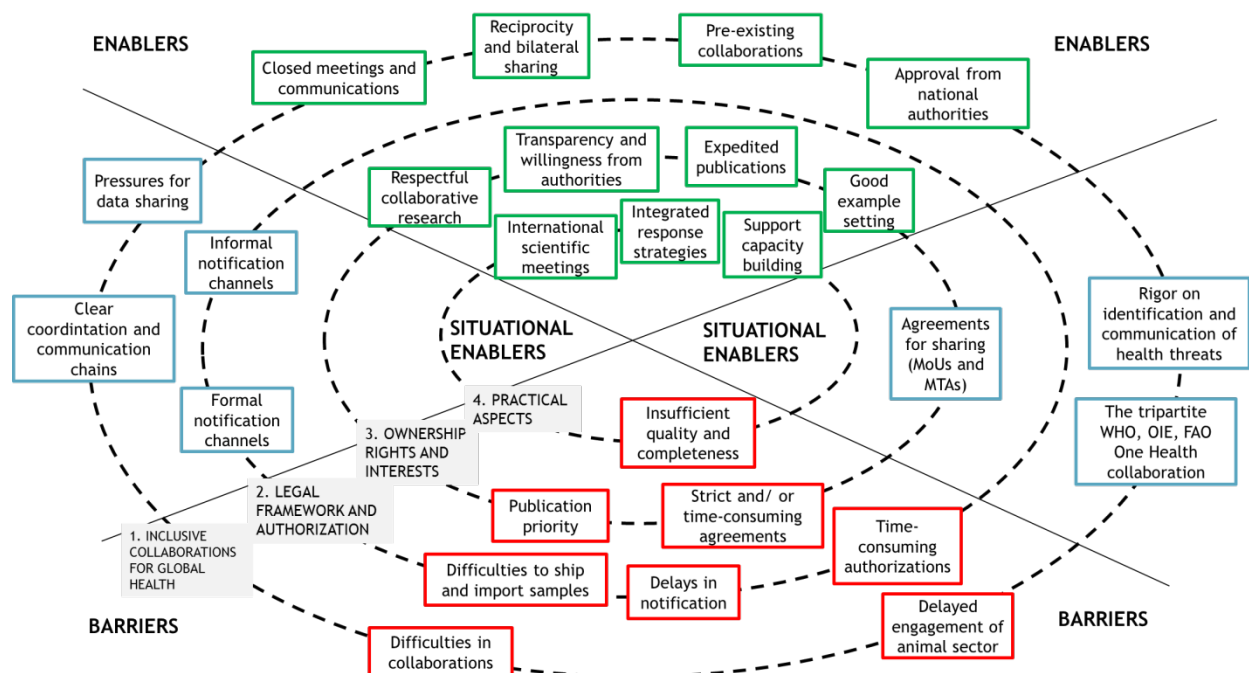 ENABLERS
Reciprocity
and bilateral
sharing
Pre-existing
collaborations
ENABLERS
Closed meetings and
communications
Approval from
national
authorities
Transparency and
willingness from
authorities
Expedited
publications
Pressures for
data sharing
Respectful
collaborative
research
Good
example
setting
International
scientific
meetings
Integrated
response
strategies
Support
capacity
building
Informal
notification
channels
Clear
coordintation and
communication
chains
SITUATIONAL
ENABLERS
SITUATIONAL
ENABLERS
Agreements
for sharing
(MoUs and
MTAs)
Rigor on
identification and
communication of
health threats
Formal
notification
channels
4. PRACTICAL
ASPECTS
Insufficient
quality and
completeness
The tripartite
WHO, OIE, FAO
One Health
collaboration
3. OWNERSHIP
RIGHTS AND
INTERESTS
2. LEGAL
FRAMEWORK AND
AUTHORIZATION
Publication
priority
Strict and/ or
time-consuming
agreements
Time-
consuming
authorizations
1. INCLUSIVE
COLLABORATIONS
FOR GLOBAL
HEALTH
Difficulties to ship
and import samples
Delays in
notification
BARRIERS
Difficulties in
collaborations
Delayed
engagement of
animal sector
BARRIERS